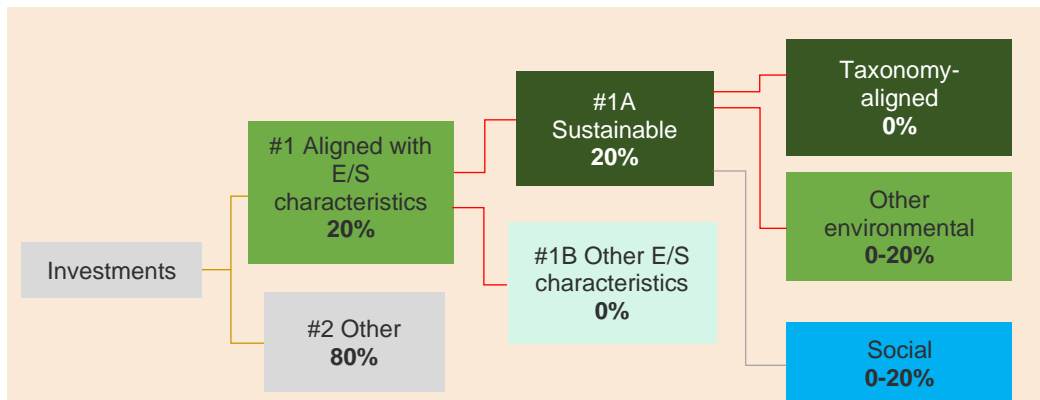 Investments
#1 Aligned with
E/S
characteristics
20%
#2 Other
80%
#1A
Sustainable
20%
#1B Other E/S
characteristics
0%
Taxonomy-
aligned
0%
Other
environmental
0-20%
Social
0-20%